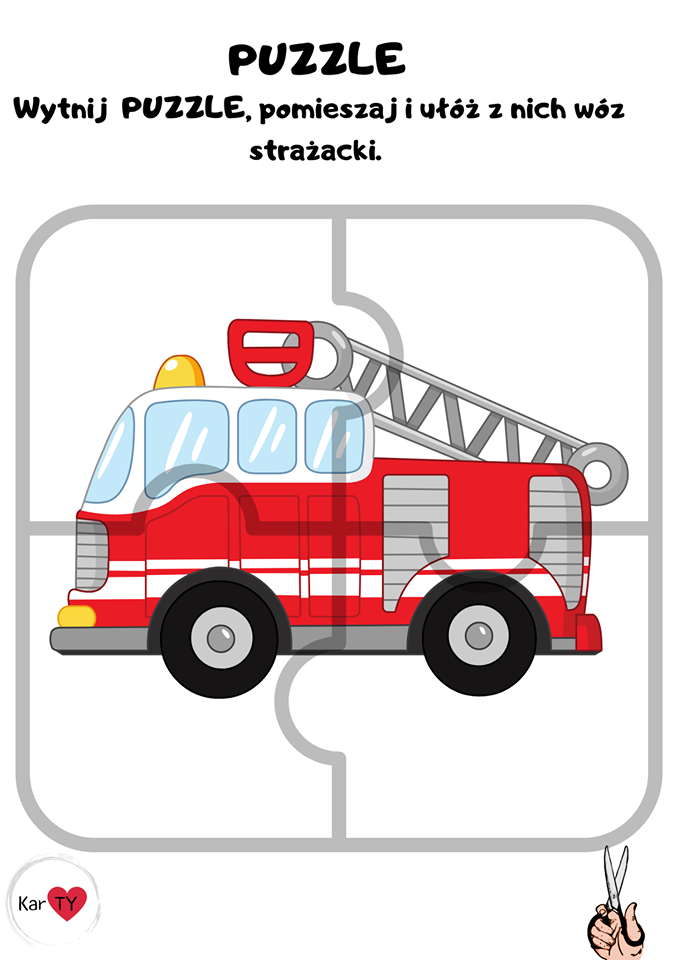 PUZZLE
Wytnij PUZZLE, pomieszaj i ułóż z nich wóz
strażacki.
Kar TY